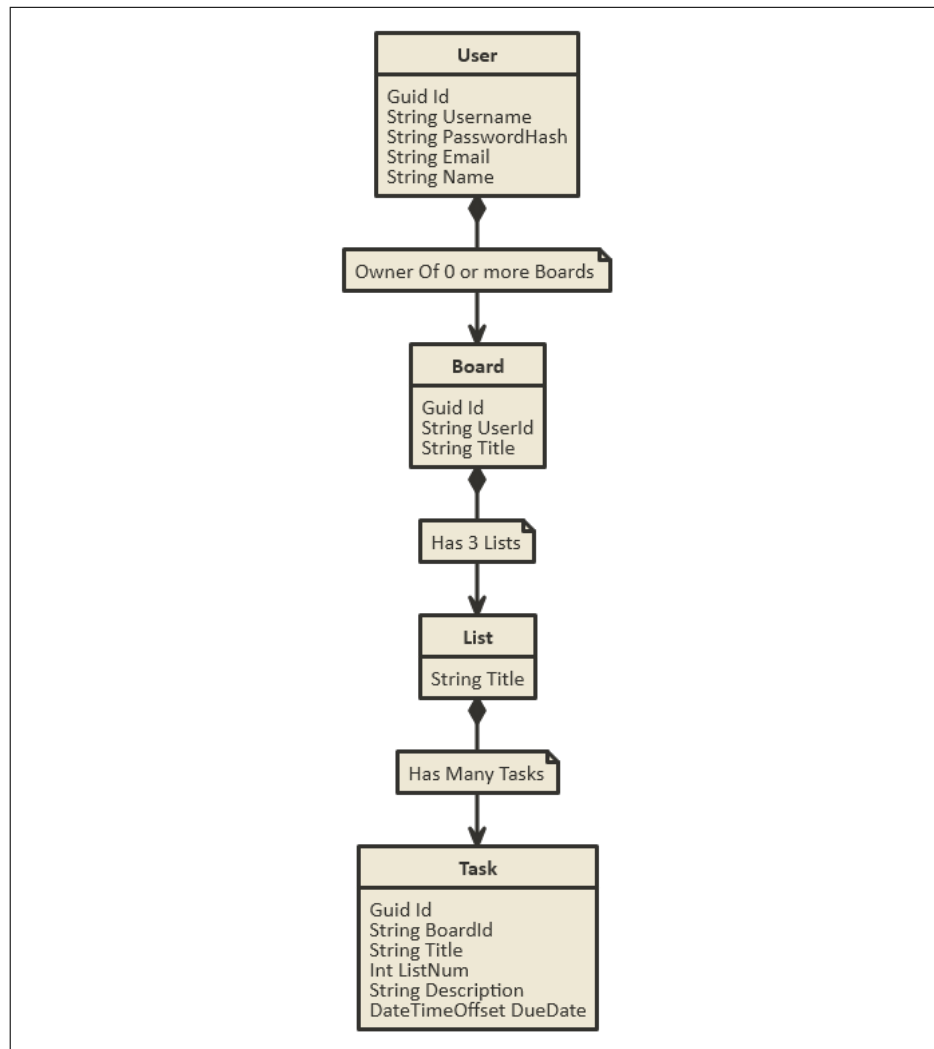 User
Guid Id
String Username
String PasswordHash
String Email
String Name
Owner Of 0 or more Boards
Board
Guid Id
String UserId
String Title
Has 3 Lists
List
String Title
Has Many Tasks
Task
Guid Id
String BoardId
String Title
Int ListNum
String Description
DateTimeOffset DueDate